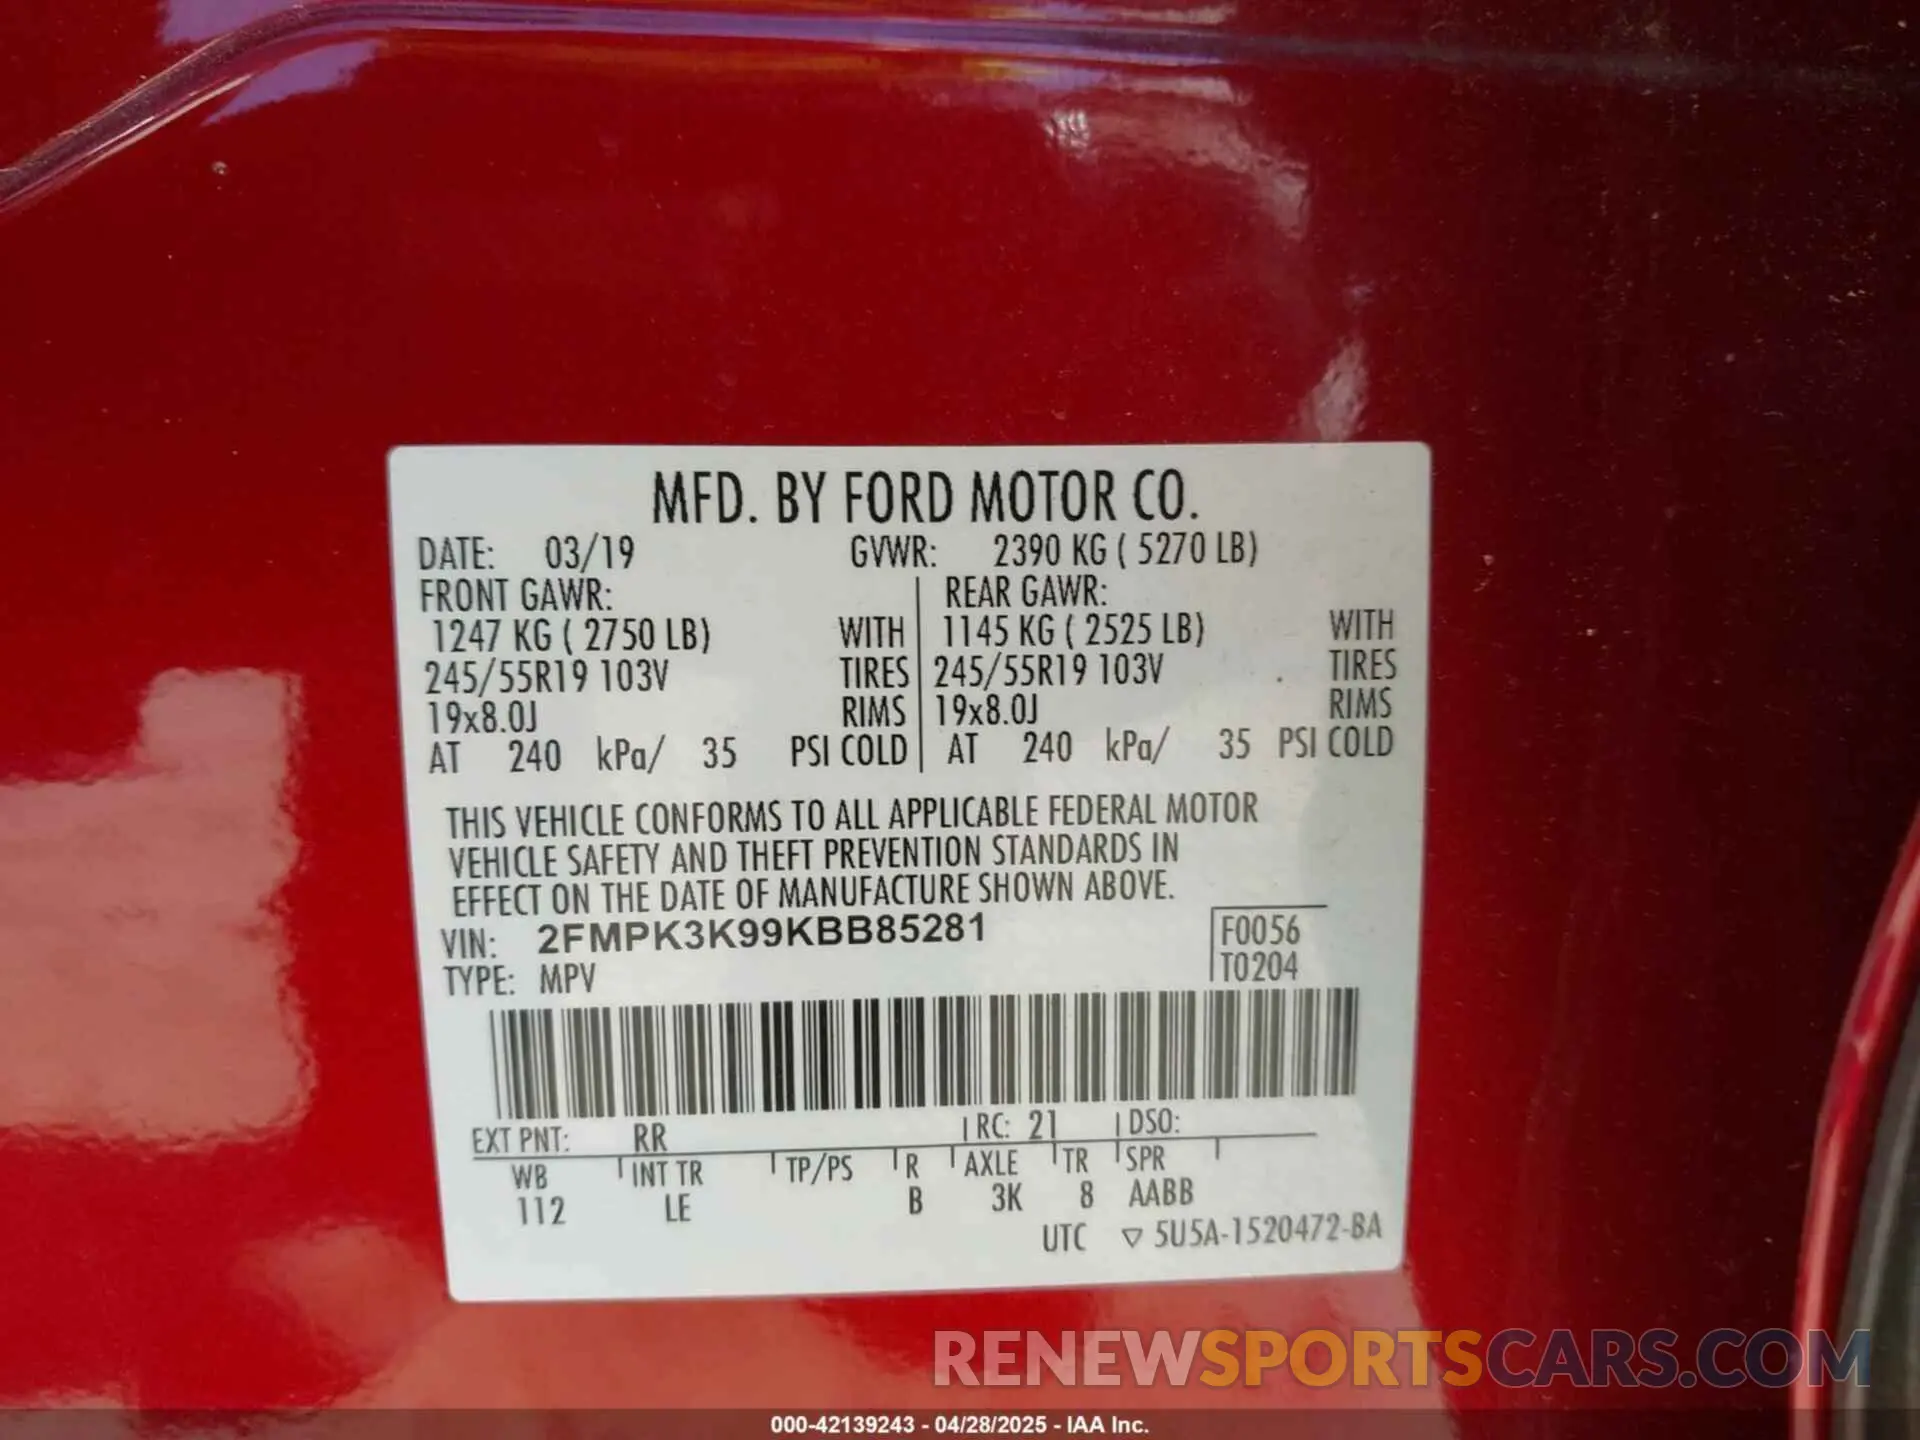 MFD. BY FORD MOTOR CO.
DATE: 03/19 GVWR: 2390 KG ( 5270 LB)
FRONT GAWR: REAR GAWR:
1247 KG ( 2750 LB) WITH 1145 KG ( 2525 LB) WITH
245/55R19 103V TIRES 245/55R19 103V TIRES
19x8.0J RIMS 19x8.0J RIMS
AT 240 kPa/ 35 PSI COLD AT 240 kPa/ 35 PSI COLD
THIS VEHICLE CONFORMS TO ALL APPLICABLE FEDERAL MOTOR
VEHICLE SAFETY AND THEFT PREVENTION STANDARDS IN
EFFECT ON THE DATE OF MANUFACTURE SHOWN ABOVE.
VIN: 2FMPK3K99KBB85281 F0056
TYPE: MPV T0204
EXT PNT: RR RC: 21 DSO:
WB INT TR TP/PS R AXLE TR SPR
112 LE B 3K 8 AABB
UTC ▽ 5U5A-1520472-BA
RENEWSPORTSCARS.COM
000-42139243 - 04/28/2025 - IAA Inc.